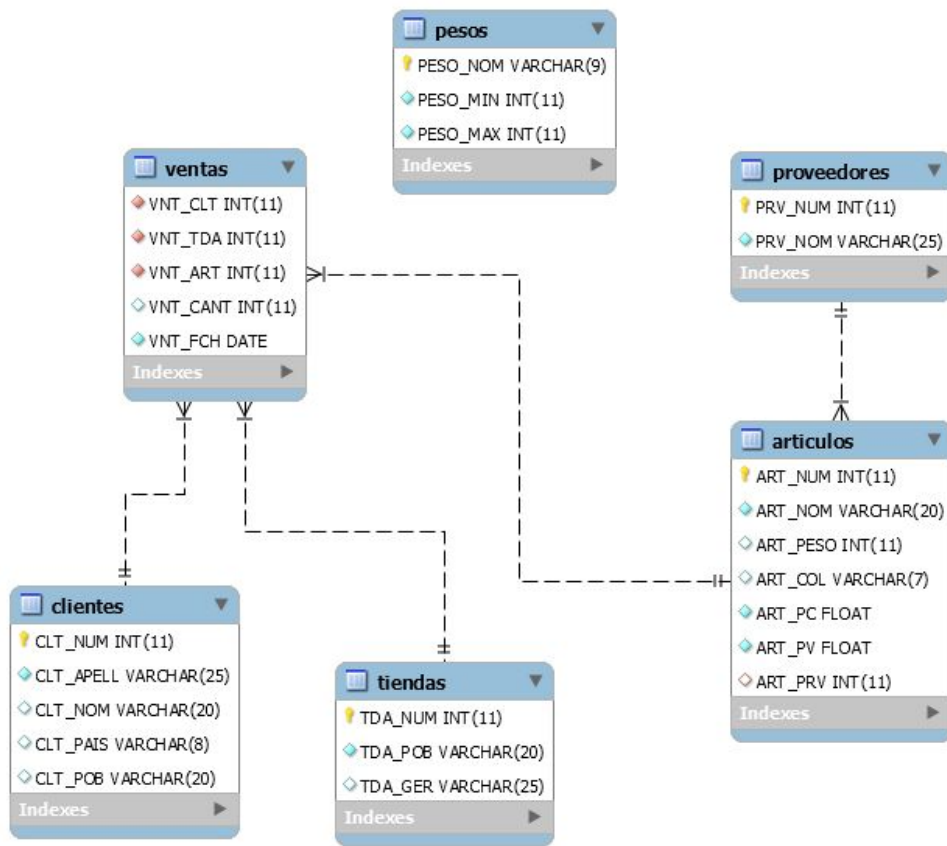 pesos
PESO_NOM VARCHAR(9)
PESO_MIN INT(11)
PESO_MAX INT(11)
Indexes
ventas
VNT_CLT INT(11)
VNT_TDA INT(11)
VNT_ART INT(11)
VNT_CANT INT(11)
VNT_FCH DATE
Indexes
proveedores
PRV_NUM INT(11)
PRV_NOM VARCHAR(25)
Indexes
articulos
ART_NUM INT(11)
ART_NOM VARCHAR(20)
ART_PESO INT(11)
ART_COL VARCHAR(7)
ART_PC FLOAT
ART_PV FLOAT
ART_PRV INT(11)
Indexes
clientes
CLT_NUM INT(11)
CLT_APELL VARCHAR(25)
CLT_NOM VARCHAR(20)
CLT_PAIS VARCHAR(8)
CLT_POB VARCHAR(20)
Indexes
tiendas
TDA_NUM INT(11)
TDA_POB VARCHAR(20)
TDA_GER VARCHAR(25)
Indexes